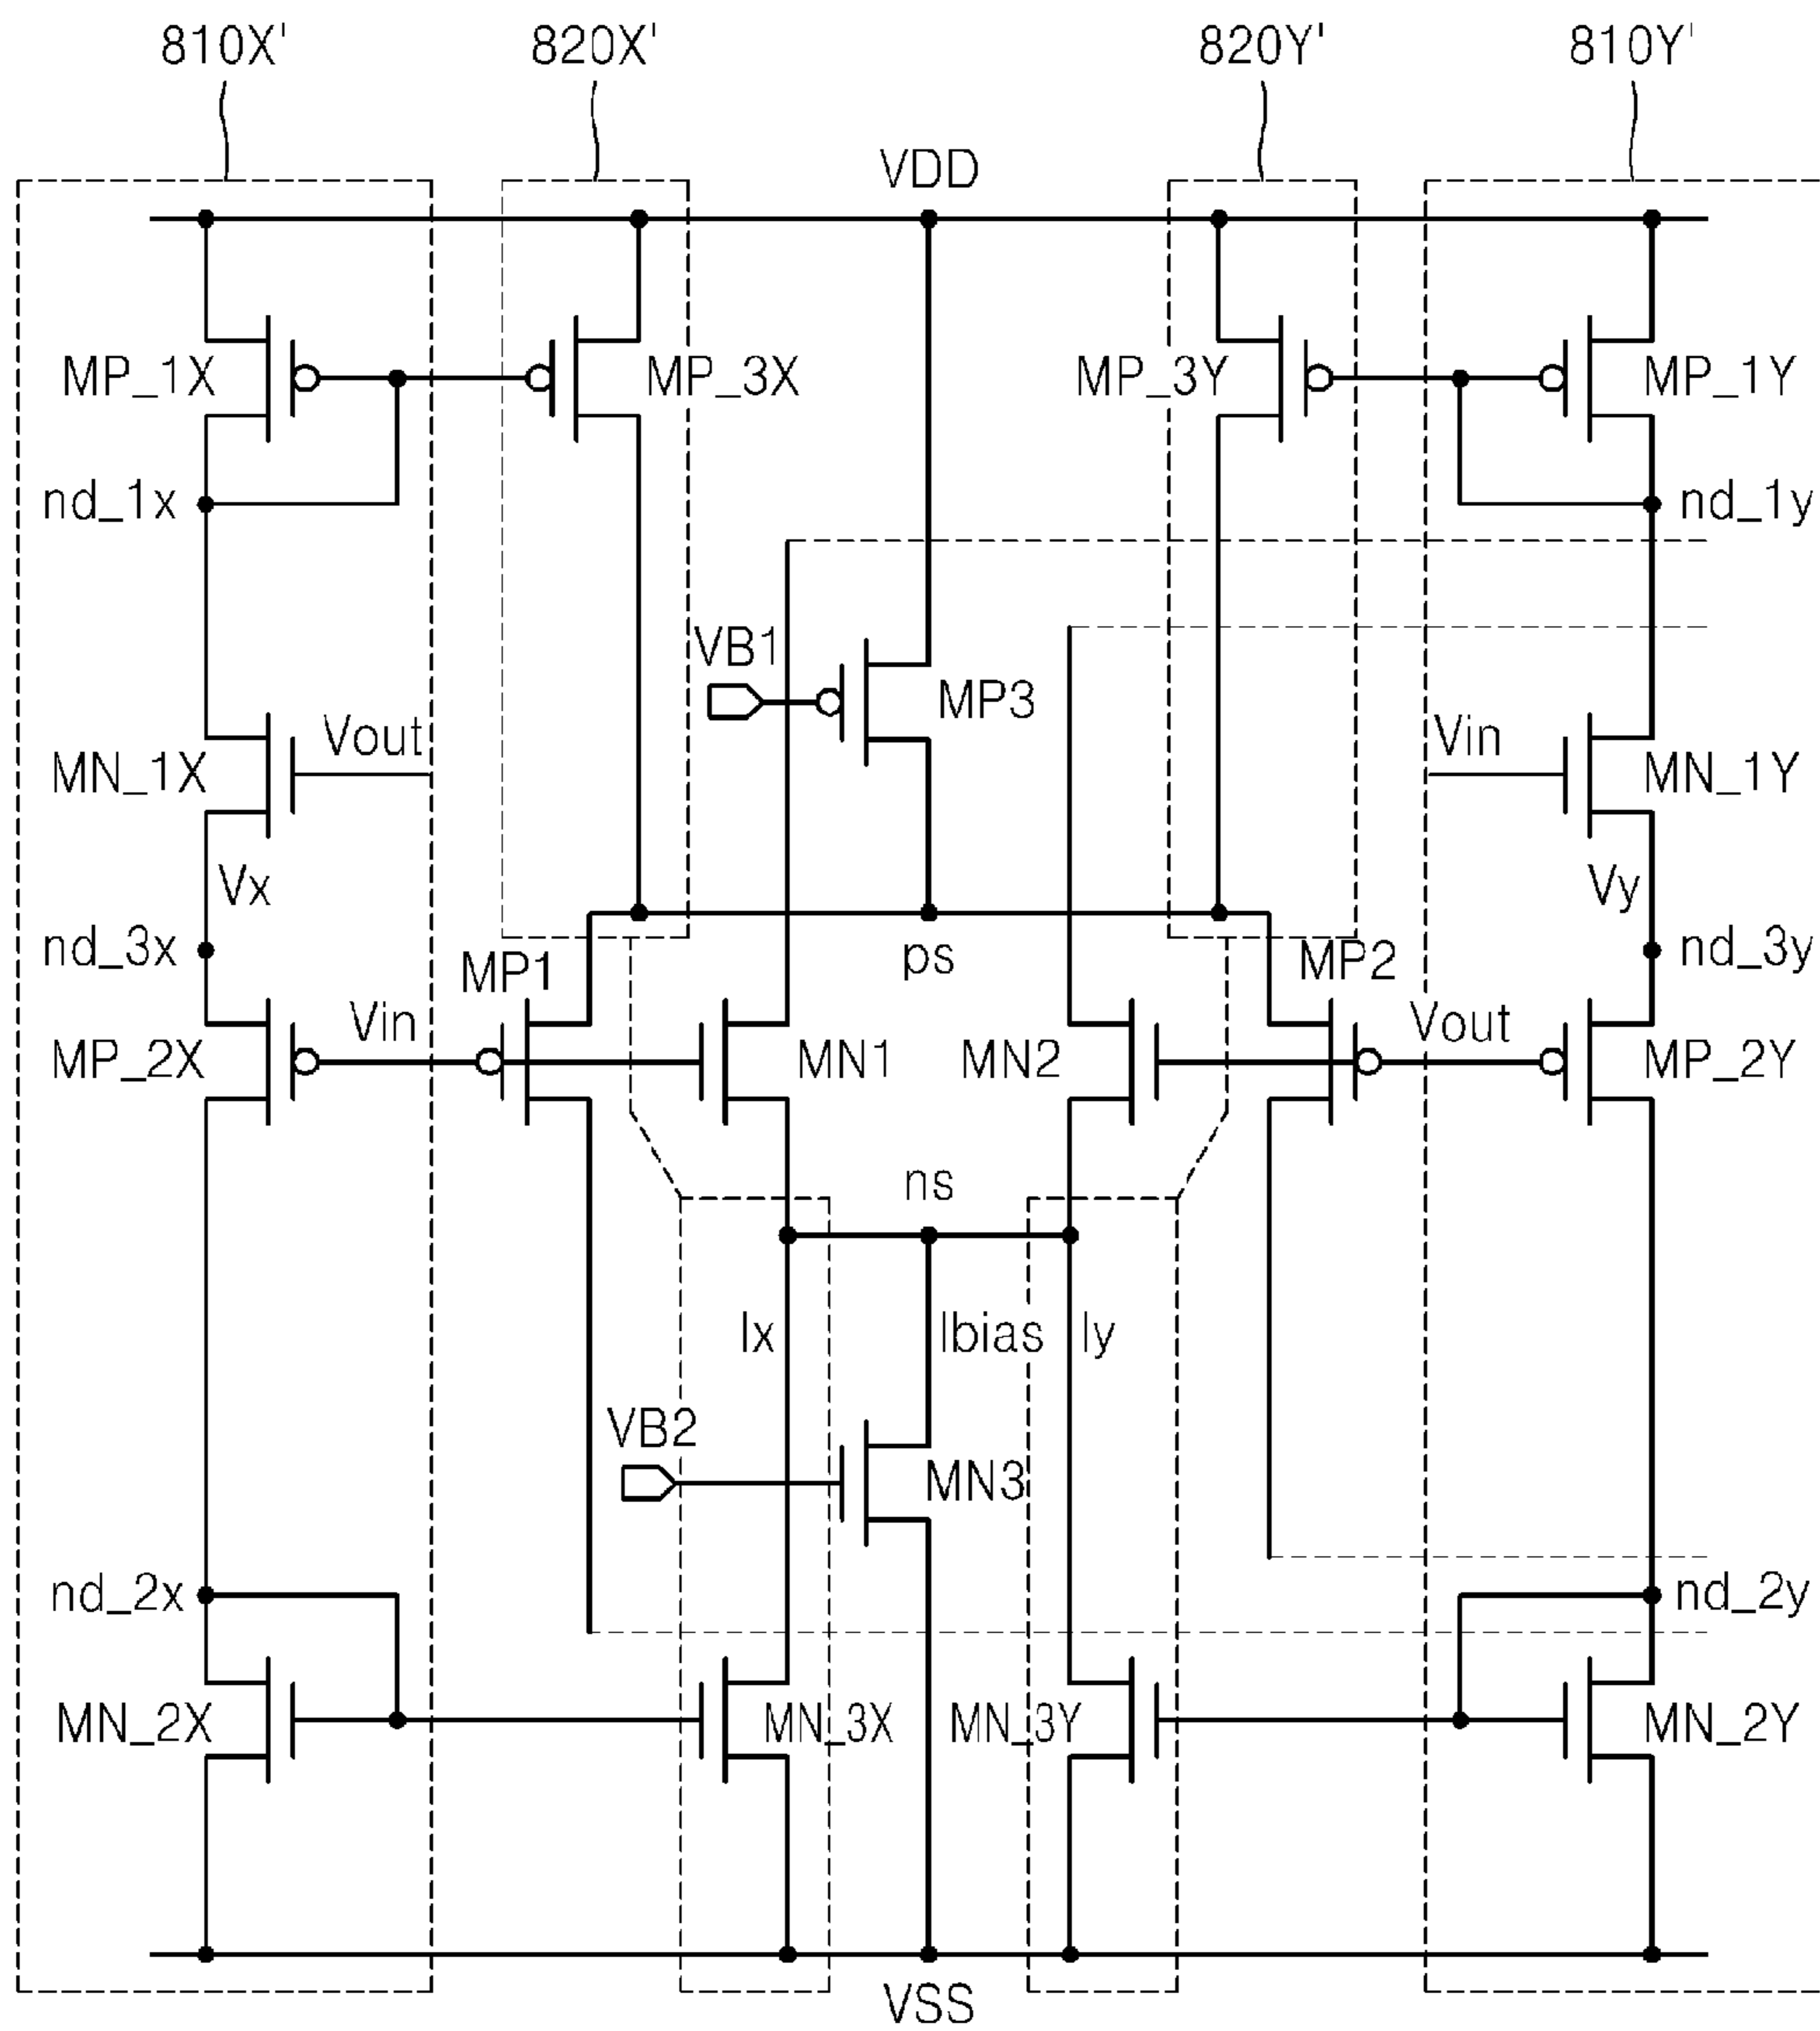 810X' 820X' 820Y' 810Y'
VDD
MP_1X MP_3X MP_3Y MP_1Y
nd_1x nd_1y
VB1
MP3
Vout Vin
MN_1X MN_1Y
Vx Vy
nd_3x MP1 ps MP2 nd_3y
Vin Vout
MP_2X MN1 MN2 MP_2Y
ns
Ix Ibias Iy
VB2
MN3
nd_2x nd_2y
MN_2X MN_3X MN_3Y MN_2Y
VSS